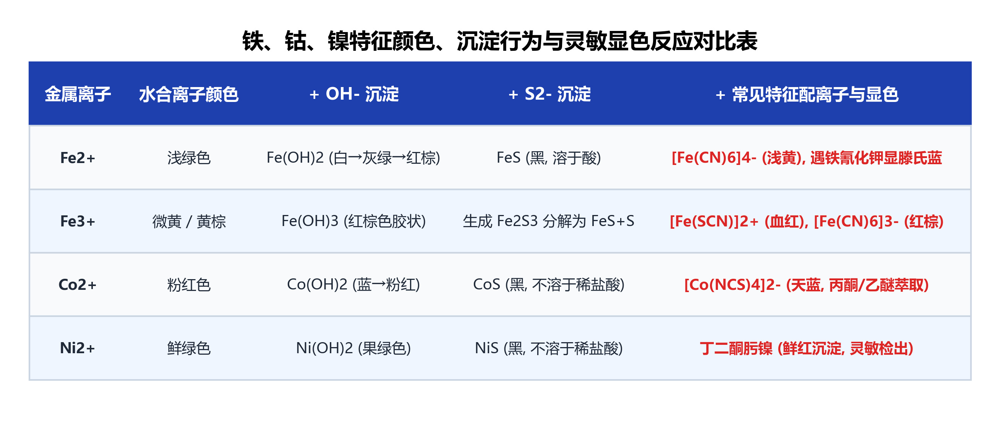 铁、钴、镍特征颜色、沉淀行为与灵敏显色反应对比表
金属离子 水合离子颜色 + OH- 沉淀 + S2- 沉淀 + 常见特征配离子与显色
Fe2+ 浅绿色 Fe(OH)2 (白→灰绿→红棕) FeS (黑, 溶于酸) [Fe(CN)6]4- (浅黄), 遇铁氰化钾显滕氏蓝
Fe3+ 微黄 / 黄棕 Fe(OH)3 (红棕色胶状) 生成 Fe2S3 分解为 FeS+S [Fe(SCN)]2+ (血红), [Fe(CN)6]3- (红棕)
Co2+ 粉红色 Co(OH)2 (蓝→粉红) CoS (黑, 不溶于稀盐酸) [Co(NCS)4]2- (天蓝, 丙酮/乙醚萃取)
Ni2+ 鲜绿色 Ni(OH)2 (果绿色) NiS (黑, 不溶于稀盐酸) 丁二酮肟镍 (鲜红沉淀, 灵敏检出)